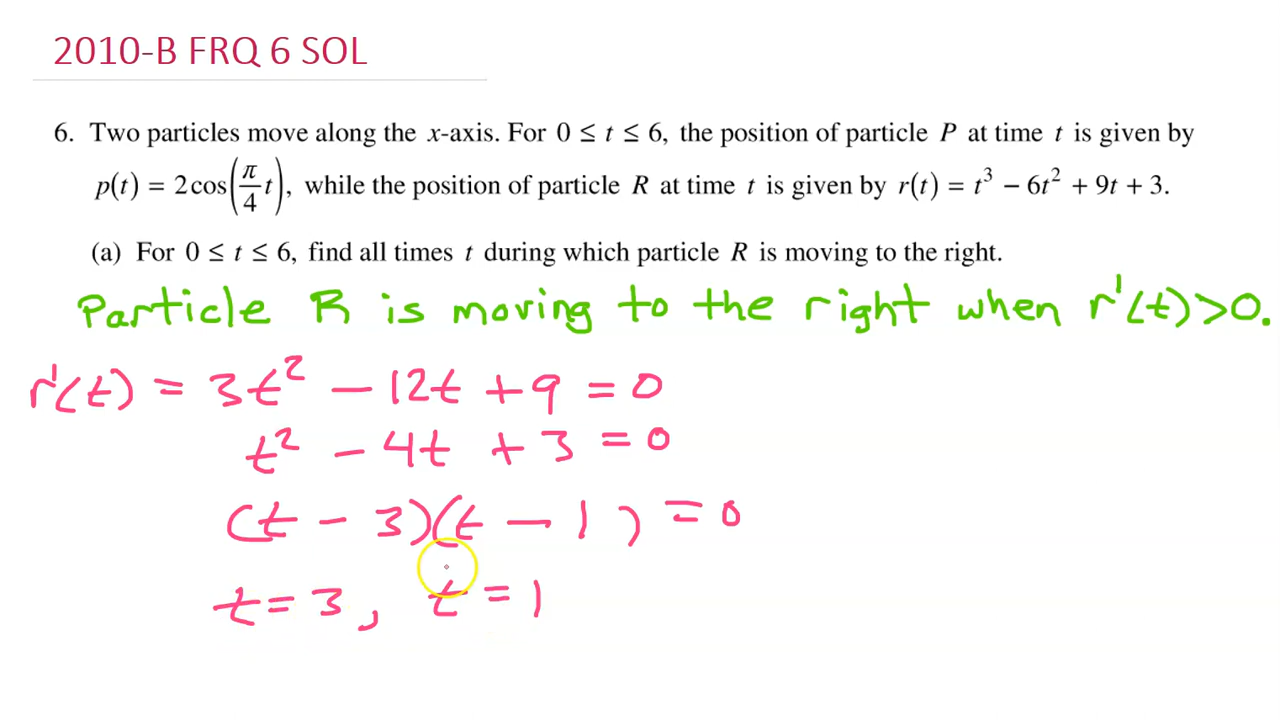 2010-B FRQ 6 SOL
6. Two particles move along the x-axis. For 0 ≤ t ≤ 6, the position of particle P at time t is given by
p(t) = 2cos(π/4 t), while the position of particle R at time t is given by r(t) = t³ − 6t² + 9t + 3.
(a) For 0 ≤ t ≤ 6, find all times t during which particle R is moving to the right.
Particle R is moving to the right when r'(t) > 0.
r'(t) = 3t² − 12t + 9 = 0
t² − 4t + 3 = 0
(t − 3)(t − 1) = 0
t = 3, t = 1